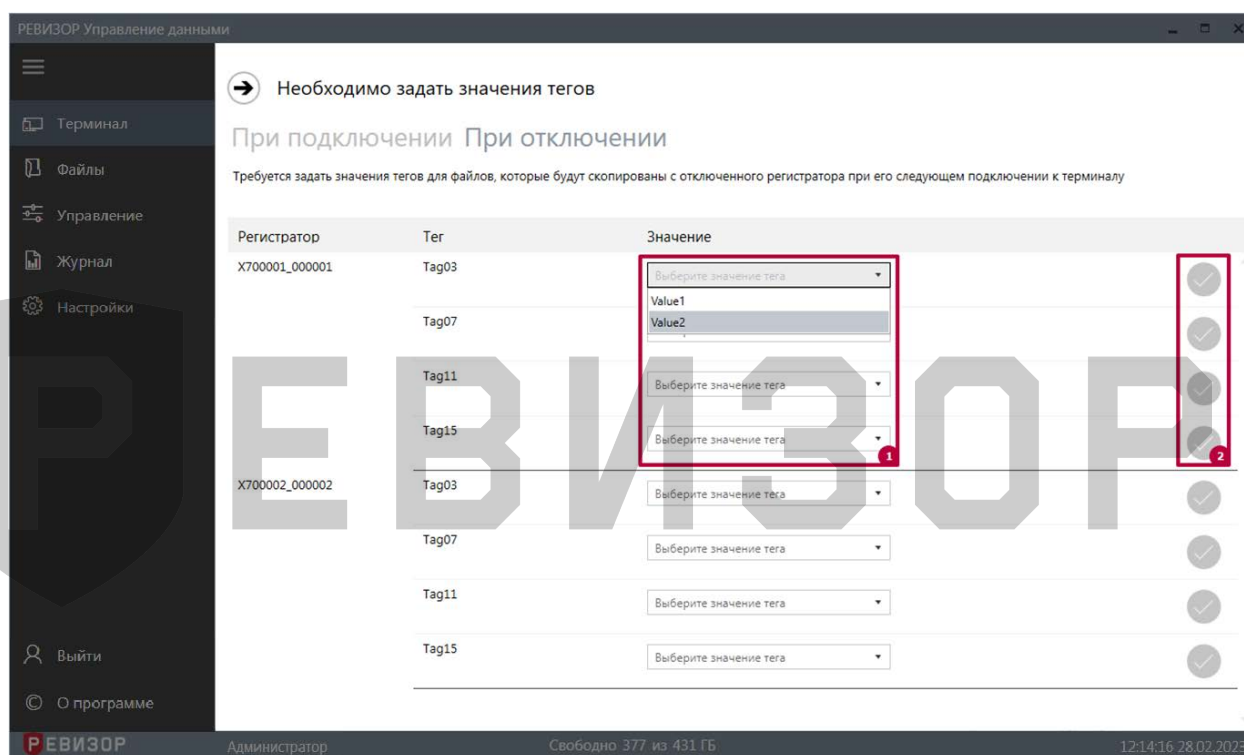 РЕВИЗОР Управление данными
Необходимо задать значения тегов
Терминал
Файлы
Управление
Журнал
Настройки
При подключении При отключении
Требуется задать значения тегов для файлов, которые будут скопированы с отключенного регистратора при его следующем подключении к терминалу
Регистратор Тег Значение
X700001_000001 Tag03 Выберите значение тега
Value1
Tag07 Value2
Tag11 Выберите значение тега
Tag15 Выберите значение тега
1 2
X700002_000002 Tag03 Выберите значение тега
Tag07 Выберите значение тега
Tag11 Выберите значение тега
Tag15 Выберите значение тега
РЕВИЗОР
Выйти
© О программе
РЕВИЗОР Администратор Свободно 377 из 431 ГБ 12:14:16 28.02.2023